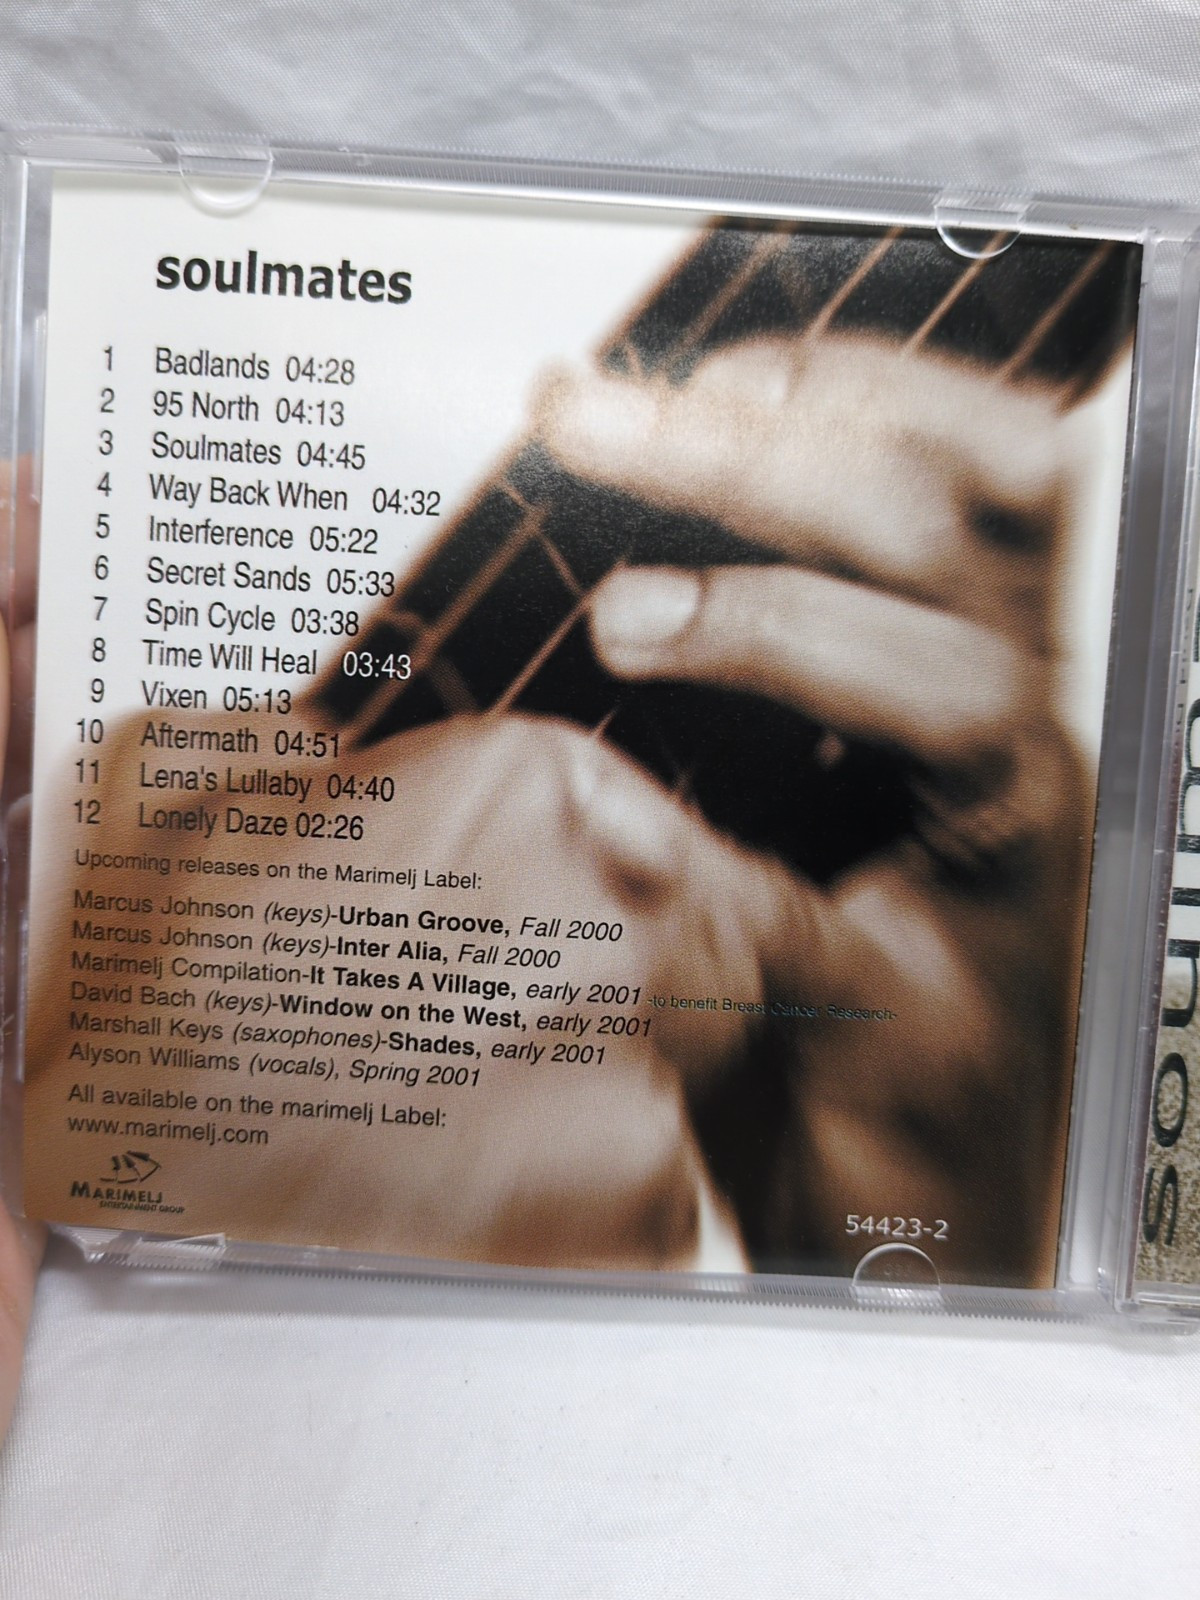 soulmates
1 Badlands 04:28
2 95 North 04:13
3 Soulmates 04:45
4 Way Back When 04:32
5 Interference 05:22
6 Secret Sands 05:33
7 Spin Cycle 03:38
8 Time Will Heal 03:43
9 Vixen 05:13
10 Aftermath 04:51
11 Lena's Lullaby 04:40
12 Lonely Daze 02:26
Upcoming releases on the Marimelj Label:
Marcus Johnson (keys)-Urban Groove, Fall 2000
Marcus Johnson (keys)-Inter Alia, Fall 2000
Marimelj Compilation-It Takes A Village, early 2001 -to benefit Breast Cancer Research-
David Bach (keys)-Window on the West, early 2001
Marshall Keys (saxophones)-Shades, early 2001
Alyson Williams (vocals), Spring 2001
All available on the marimelj Label:
www.marimelj.com
MARIMELJ
ENTERTAINMENT GROUP
54423-2